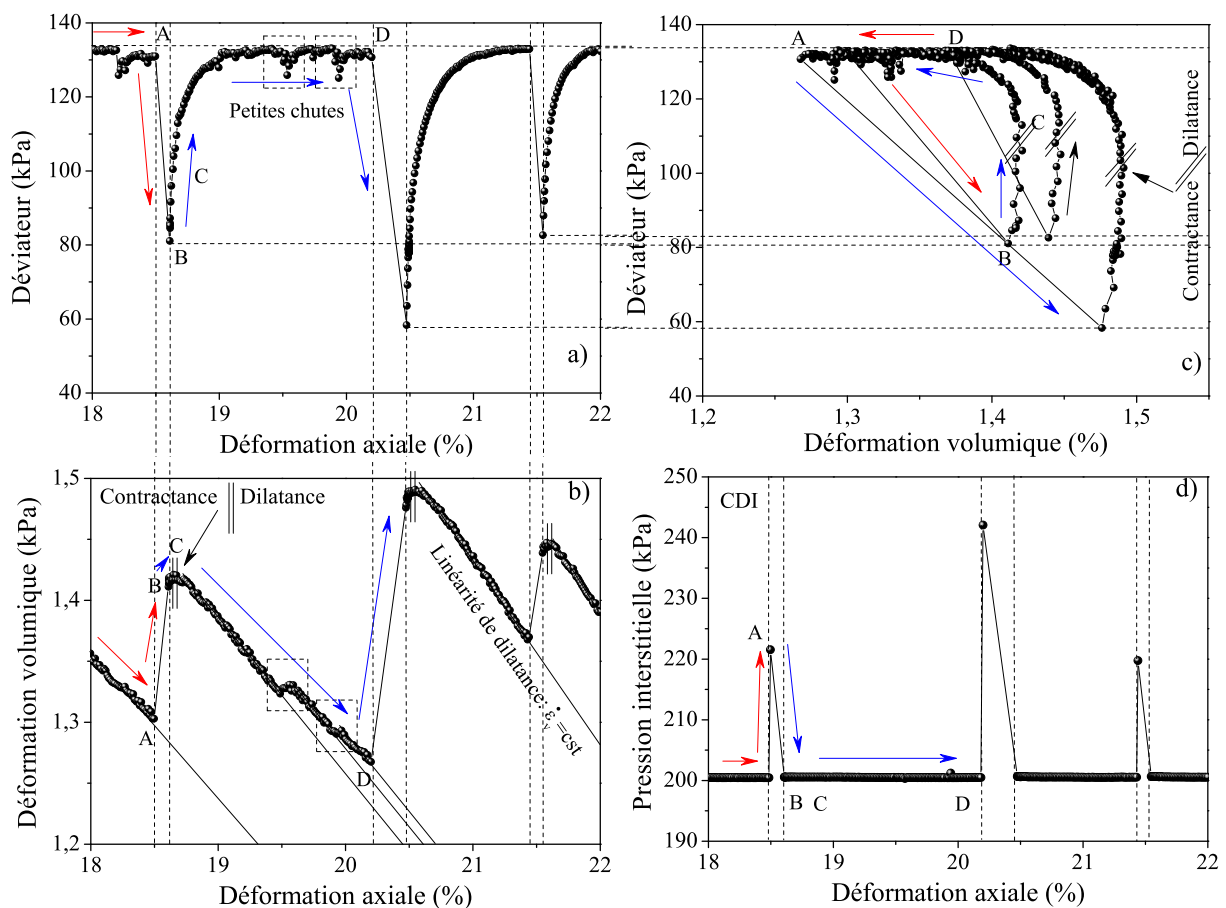 140
120
100
80
60
40
18
19
20
21
22
Déviateur (kPa)
Déformation axiale (%)
A
D
Petites chutes
C
B
a)
140
120
100
80
60
40
1,2
1,3
1,4
1,5
Déviateur (kPa)
Déformation volumique (%)
A
D
C
B
Contractance
Dilatance
c)
1,5
1,4
1,3
1,2
18
19
20
21
22
Déformation volumique (kPa)
Déformation axiale (%)
b)
Contractance
Dilatance
C
B
A
D
Linéarité de dilatance: ε̇v=cst
250
240
230
220
210
200
190
18
19
20
21
22
Pression interstitielle (kPa)
Déformation axiale (%)
CDI
d)
A
B
C
D